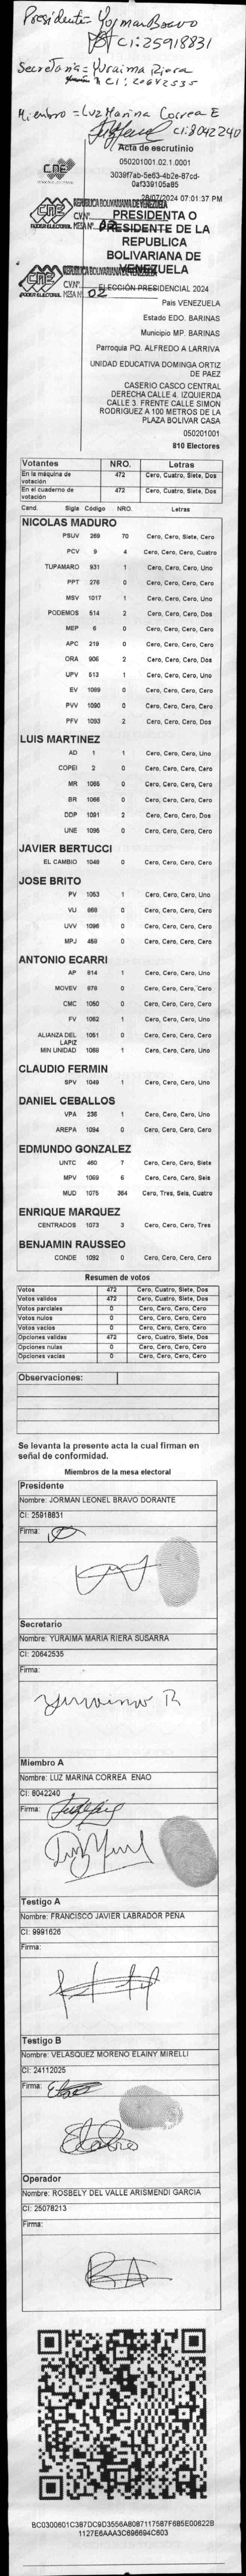 Presidente = Yorman Bravo
CI: 25918831
Secretaria = Yuraima Riera
CI: 20642535
Miembro = Luz Marina Correa E
CI: 8042240
Acta de escrutinio
050201001.02.1.0001
0af339105a85
28/07/2024 07:01:37 PM
CNE
PODER ELECTORAL
REPÚBLICA BOLIVARIANA DE VENEZUELA
C.V.Nº
MESA Nº 02
PRESIDENTA O
PRESIDENTE DE LA
REPUBLICA
BOLIVARIANA DE
VENEZUELA
CNE
PODER ELECTORAL
REPÚBLICA BOLIVARIANA DE VENEZUELA
C.V.Nº
MESA Nº 02
ELECCIÓN PRESIDENCIAL 2024
Pais VENEZUELA
Estado EDO. BARINAS
Municipio MP. BARINAS
Parroquia PQ. ALFREDO A LARRIVA
UNIDAD EDUCATIVA DOMINGA ORTIZ
DE PAEZ
CASERIO CASCO CENTRAL
DERECHA CALLE 4. IZQUIERDA
CALLE 3. FRENTE CALLE SIMON
RODRIGUEZ A 100 METROS DE LA
PLAZA BOLIVAR CASA
050201001
810 Electores
Votantes NRO. Letras
En la máquina de votación 472 Cero, Cuatro, Siete, Dos
En el cuaderno de votación 472 Cero, Cuatro, Siete, Dos
Cand. Sigla Código NRO. Letras
NICOLAS MADURO
PSUV 269 70 Cero, Cero, Siete, Cero
PCV 9 4 Cero, Cero, Cero, Cuatro
TUPAMARO 931 1 Cero, Cero, Cero, Uno
PPT 276 0 Cero, Cero, Cero, Cero
MSV 1017 1 Cero, Cero, Cero, Uno
PODEMOS 514 2 Cero, Cero, Cero, Dos
MEP 6 0 Cero, Cero, Cero, Cero
APC 219 0 Cero, Cero, Cero, Cero
ORA 906 2 Cero, Cero, Cero, Dos
UPV 513 1 Cero, Cero, Cero, Uno
EV 1089 0 Cero, Cero, Cero, Cero
PVV 1090 0 Cero, Cero, Cero, Cero
PFV 1093 2 Cero, Cero, Cero, Dos
LUIS MARTINEZ
AD 1 1 Cero, Cero, Cero, Uno
COPEI 2 0 Cero, Cero, Cero, Cero
MR 1065 0 Cero, Cero, Cero, Cero
BR 1066 0 Cero, Cero, Cero, Cero
DDP 1091 2 Cero, Cero, Cero, Dos
UNE 1095 0 Cero, Cero, Cero, Cero
JAVIER BERTUCCI
EL CAMBIO 1048 0 Cero, Cero, Cero, Cero
JOSE BRITO
PV 1053 1 Cero, Cero, Cero, Uno
VU 868 0 Cero, Cero, Cero, Cero
UVV 1096 0 Cero, Cero, Cero, Cero
MPJ 459 0 Cero, Cero, Cero, Cero
ANTONIO ECARRI
AP 814 1 Cero, Cero, Cero, Uno
MOVEV 979 0 Cero, Cero, Cero, Cero
CMC 1050 0 Cero, Cero, Cero, Cero
FV 1052 1 Cero, Cero, Cero, Uno
ALIANZA DEL LAPIZ 1051 0 Cero, Cero, Cero, Cero
MIN UNIDAD 1088 1 Cero, Cero, Cero, Uno
CLAUDIO FERMIN
SPV 1049 1 Cero, Cero, Cero, Uno
DANIEL CEBALLOS
VPA 236 1 Cero, Cero, Cero, Uno
AREPA 1094 0 Cero, Cero, Cero, Cero
EDMUNDO GONZALEZ
UNTC 460 7 Cero, Cero, Cero, Siete
MPV 1069 6 Cero, Cero, Cero, Seis
MUD 1075 364 Cero, Tres, Seis, Cuatro
ENRIQUE MARQUEZ
CENTRADOS 1073 3 Cero, Cero, Cero, Tres
BENJAMIN RAUSSEO
CONDE 1092 0 Cero, Cero, Cero, Cero
Resumen de votos
Votos 472 Cero, Cuatro, Siete, Dos
Votos validos 472 Cero, Cuatro, Siete, Dos
Votos parciales 0 Cero, Cero, Cero, Cero
Votos nulos 0 Cero, Cero, Cero, Cero
Votos vacios 0 Cero, Cero, Cero, Cero
Opciones validas 472 Cero, Cuatro, Siete, Dos
Opciones nulas 0 Cero, Cero, Cero, Cero
Opciones vacias 0 Cero, Cero, Cero, Cero
Observaciones:
Se levanta la presente acta la cual firman en
señal de conformidad.
Miembros de la mesa electoral
Presidente
Nombre: JORMAN LEONEL BRAVO DORANTE
CI: 25918831
Firma:
Secretario
Nombre: YURAIMA MARIA RIERA SUSARRA
CI: 20642535
Firma:
Yuraima R
Miembro A
Nombre: LUZ MARINA CORREA ENAO
CI: 8042240
Firma:
Testigo A
Nombre: FRANCISCO JAVIER LABRADOR PEÑA
CI: 9991626
Firma:
Testigo B
Nombre: VELASQUEZ MORENO ELAINY MIRELLI
CI: 24112025
Firma:
Operador
Nombre: ROSBELY DEL VALLE ARISMENDI GARCIA
CI: 25078213
Firma:
BC0300601C387DC9D3556A8087117587F6B5E00622B
1127E6AAA3C696694C603